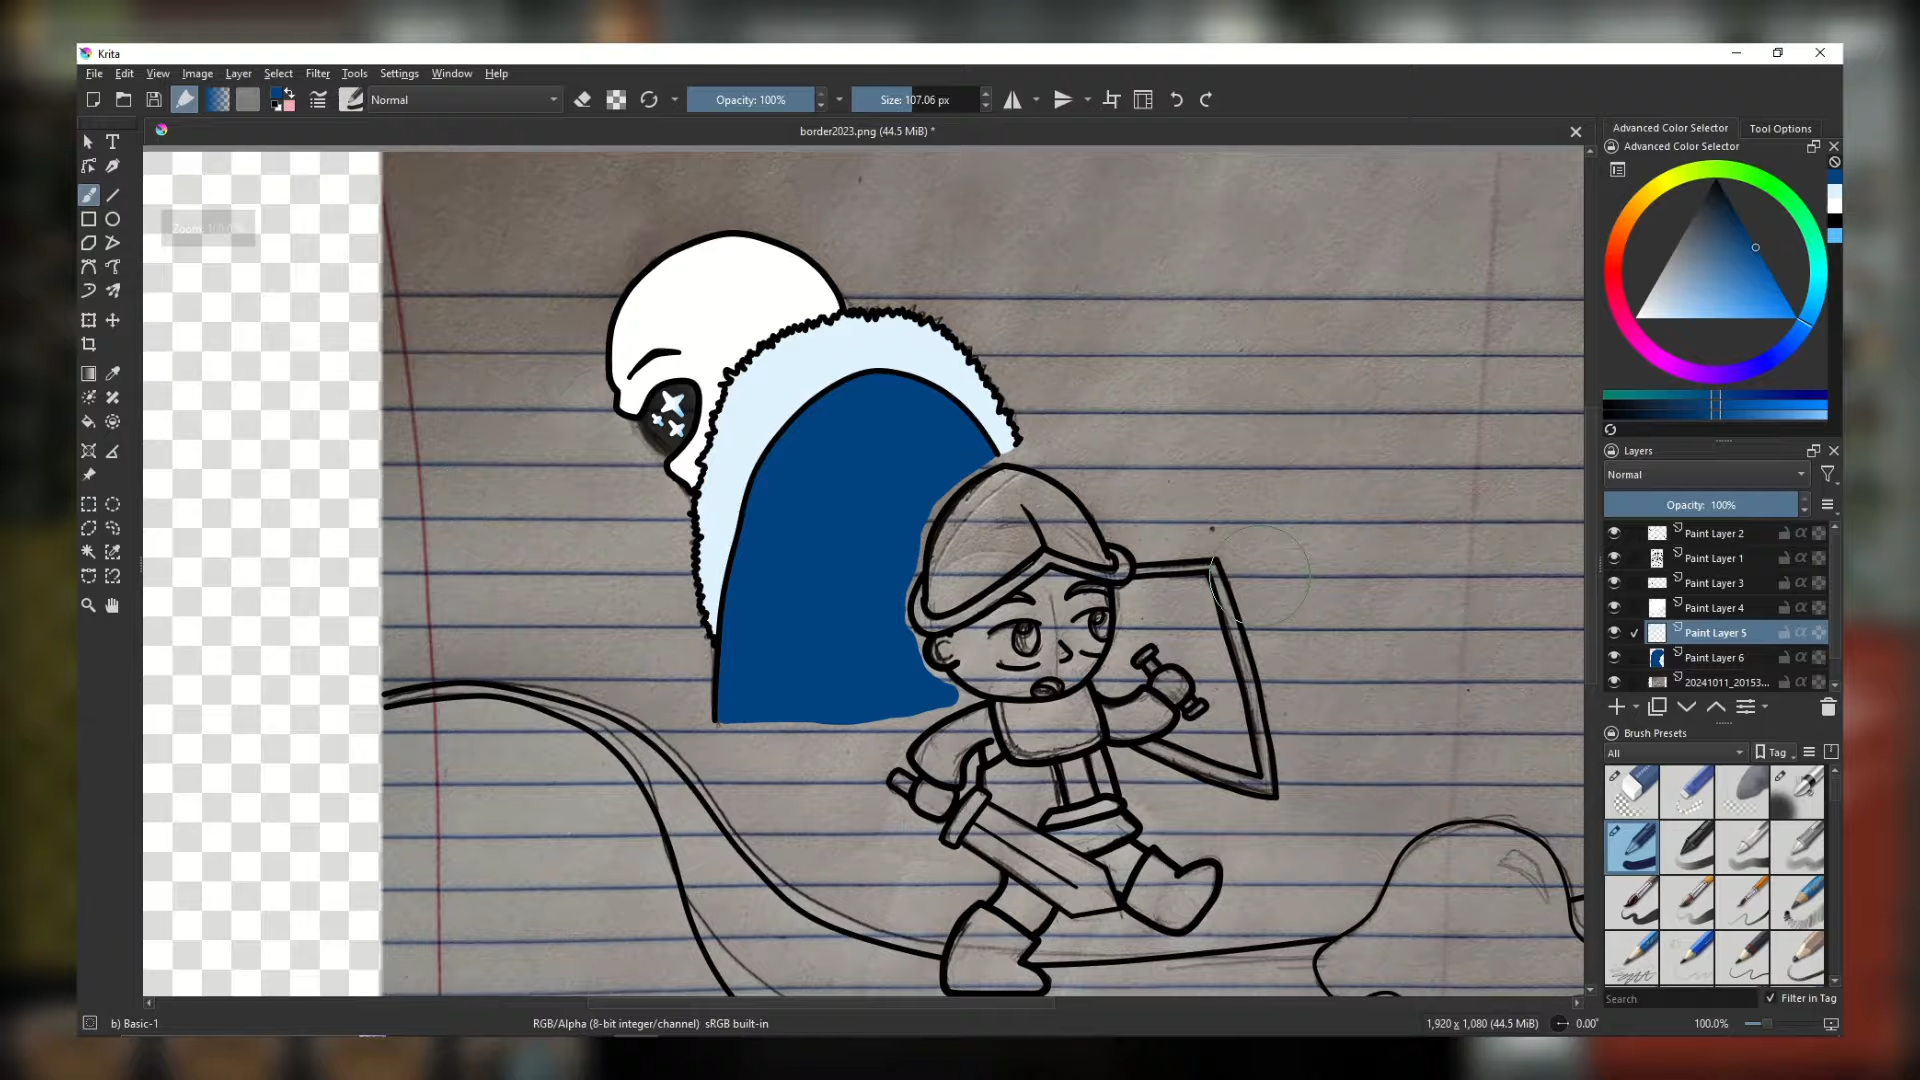 Krita
File Edit View Image Layer Select Filter Tools Settings Window Help
Normal Opacity: 100% Size: 107.06 px
border2023.png (44.5 MiB) *
Advanced Color Selector Tool Options
Advanced Color Selector
Layers
Normal
Opacity: 100%
Paint Layer 2
Paint Layer 1
Paint Layer 3
Paint Layer 4
Paint Layer 5
Paint Layer 6
20241011_20153...
Brush Presets
All Tag
Search Filter in Tag
b) Basic-1 RGB/Alpha (8-bit integer/channel) sRGB built-in 1,920 x 1,080 (44.5 MiB) 0.00° 100.0%